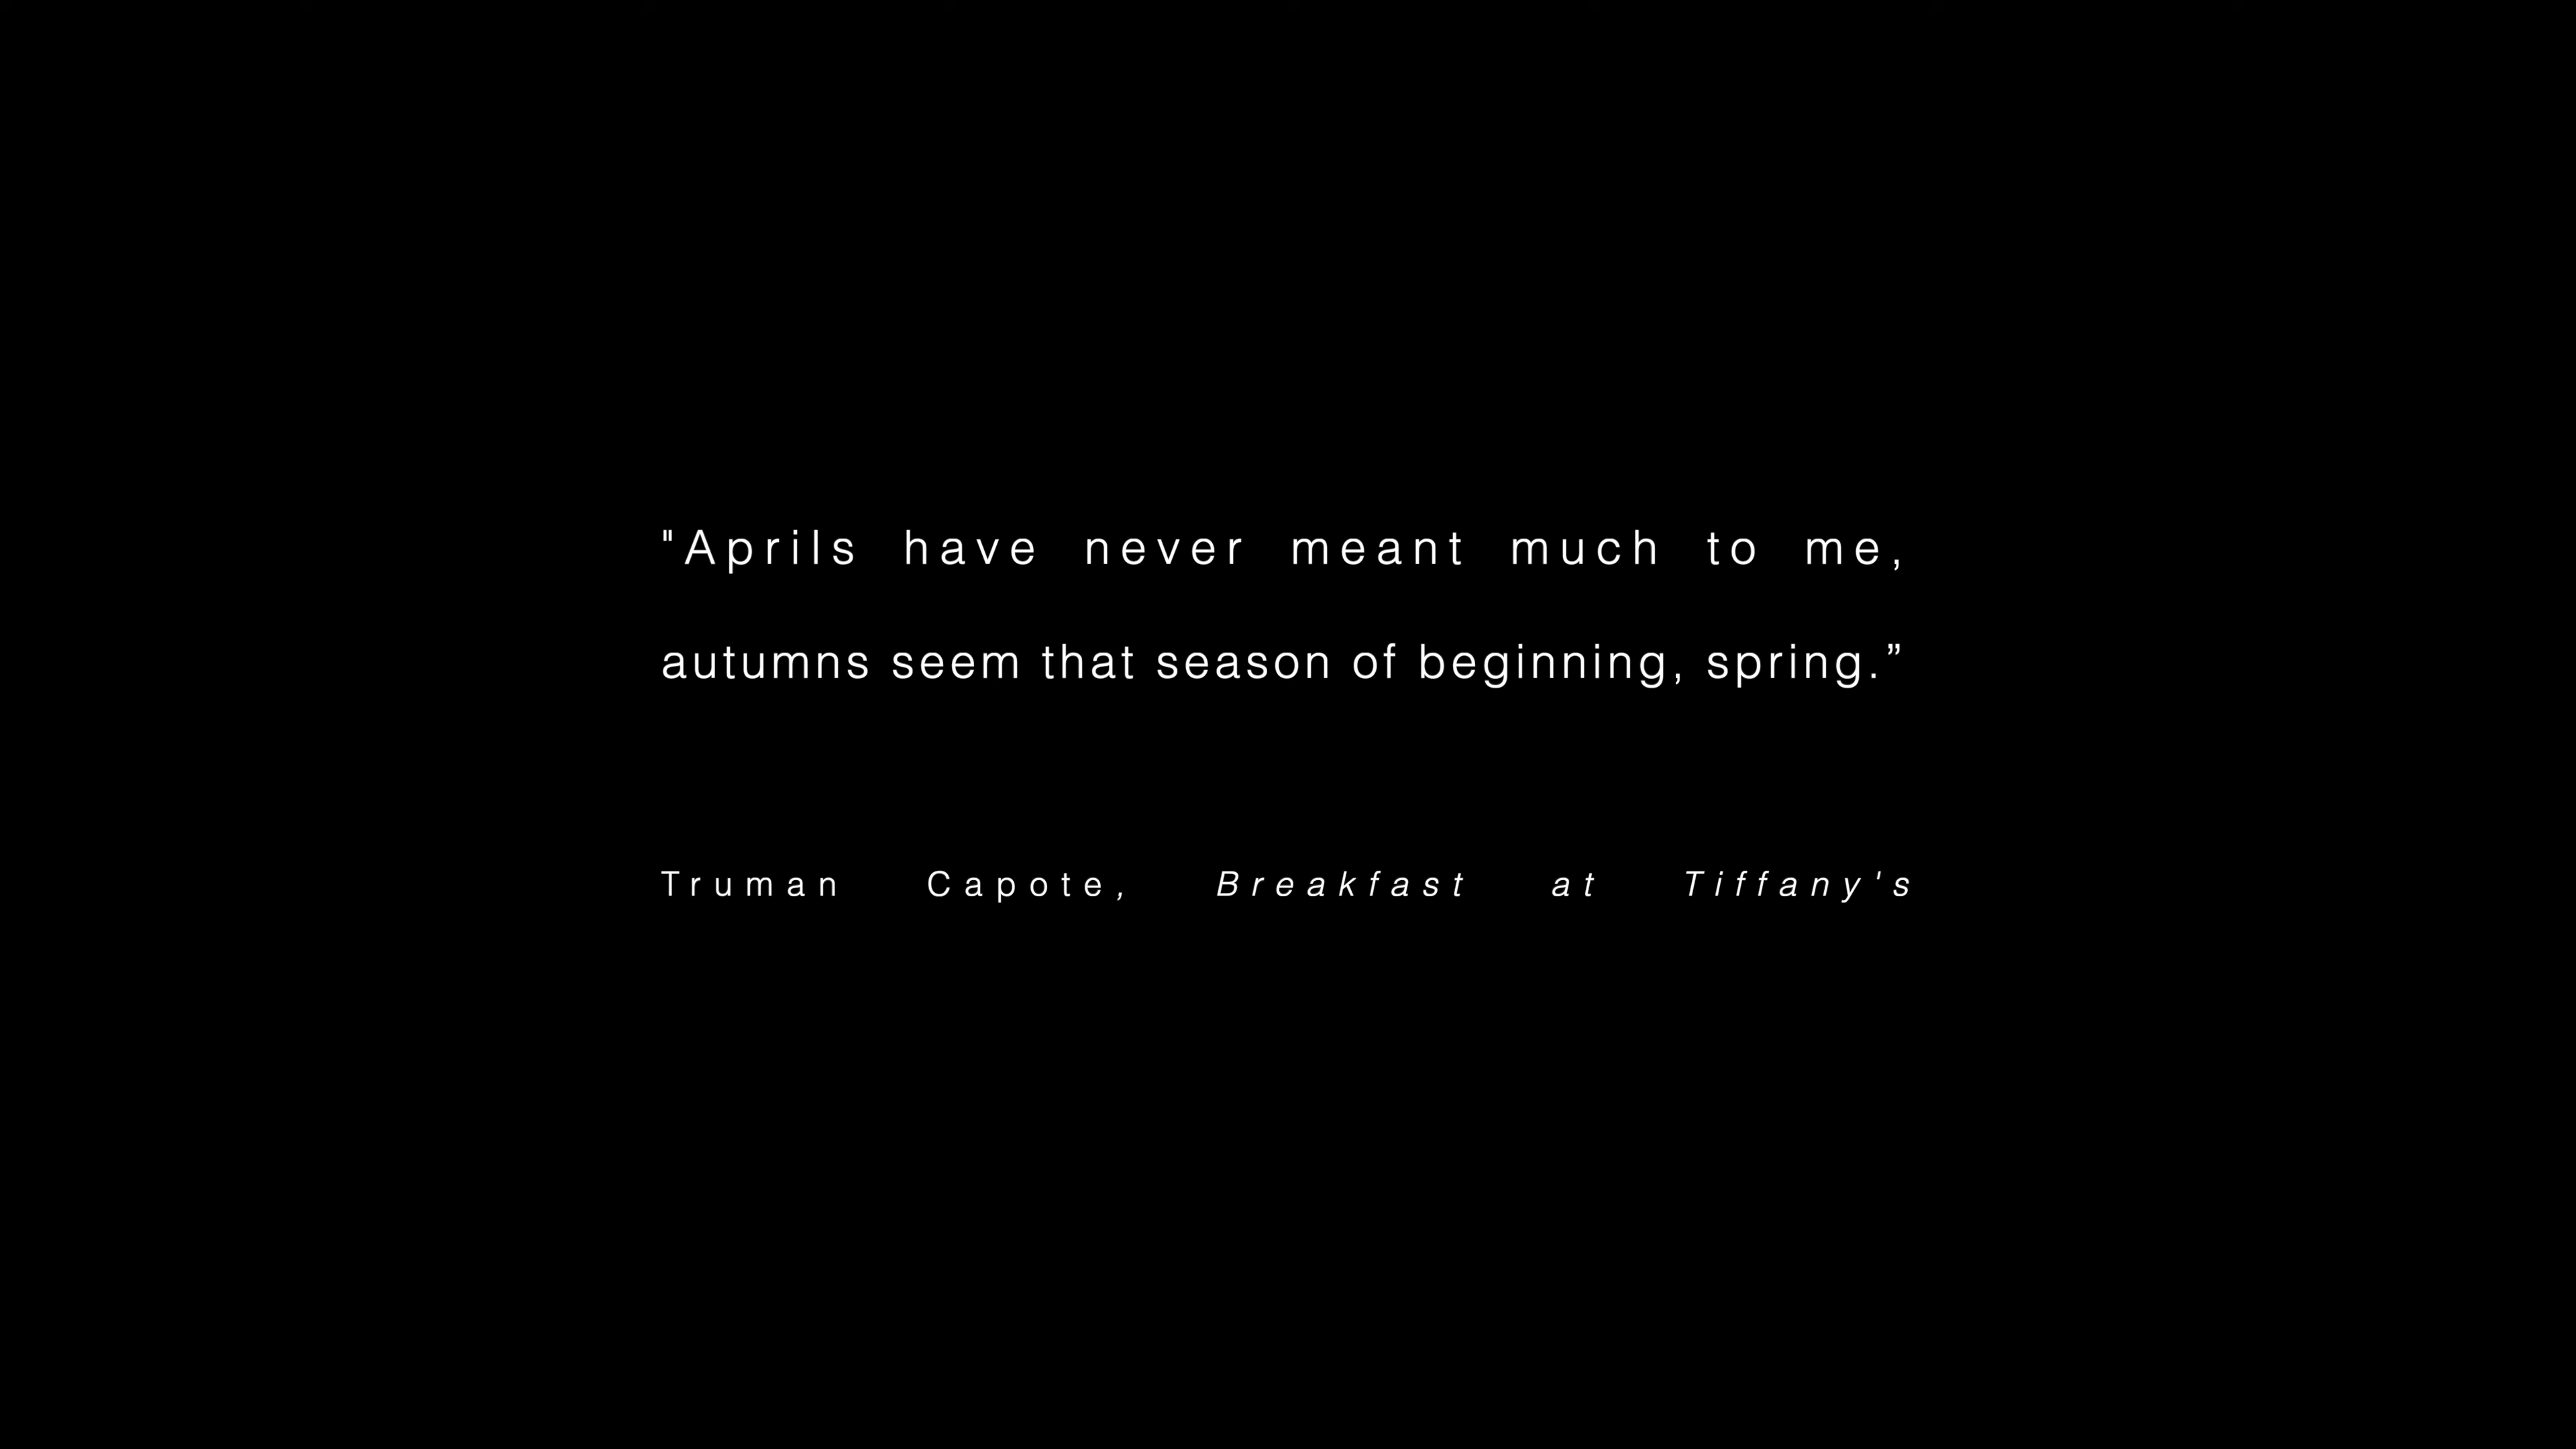 "Aprils have never meant much to me,
autumns seem that season of beginning, spring.”
Truman Capote, Breakfast at Tiffany's